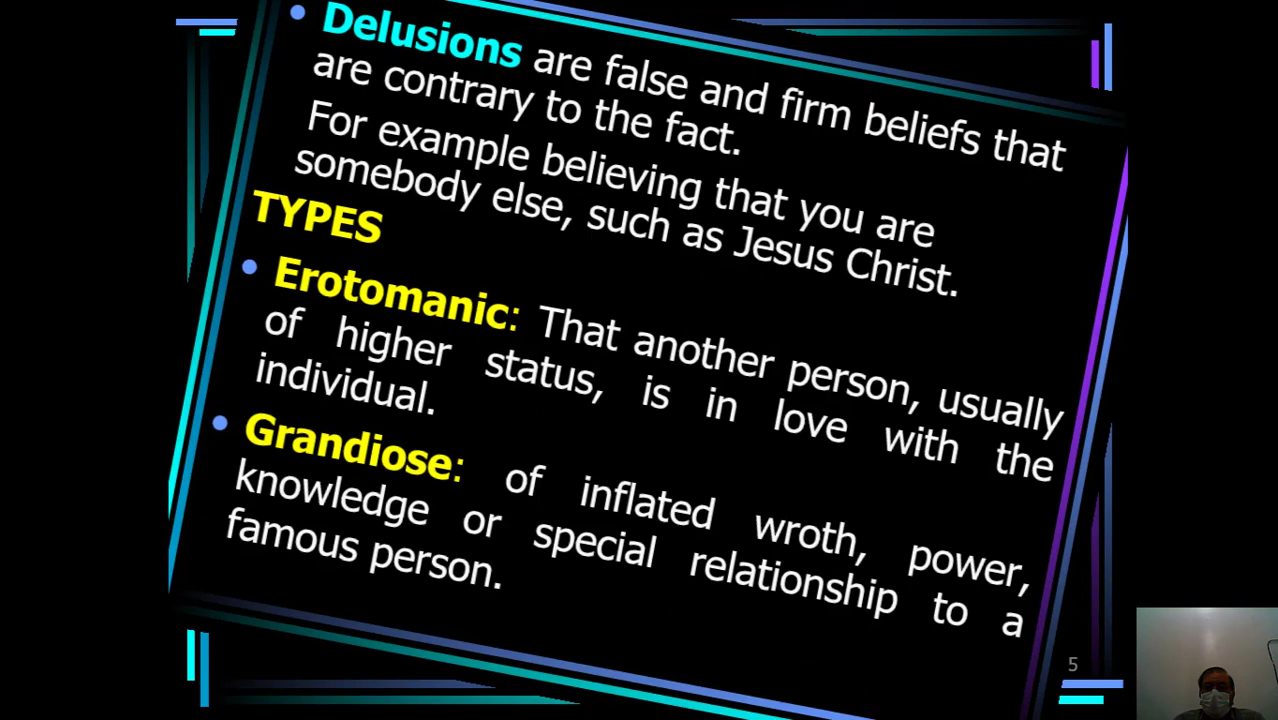 • Delusions are false and firm beliefs that
are contrary to the fact.
For example believing that you are
somebody else, such as Jesus Christ.
TYPES
• Erotomanic: That another person, usually
of higher status, is in love with the
individual.
• Grandiose: of inflated wroth, power,
knowledge or special relationship to a
famous person.
5